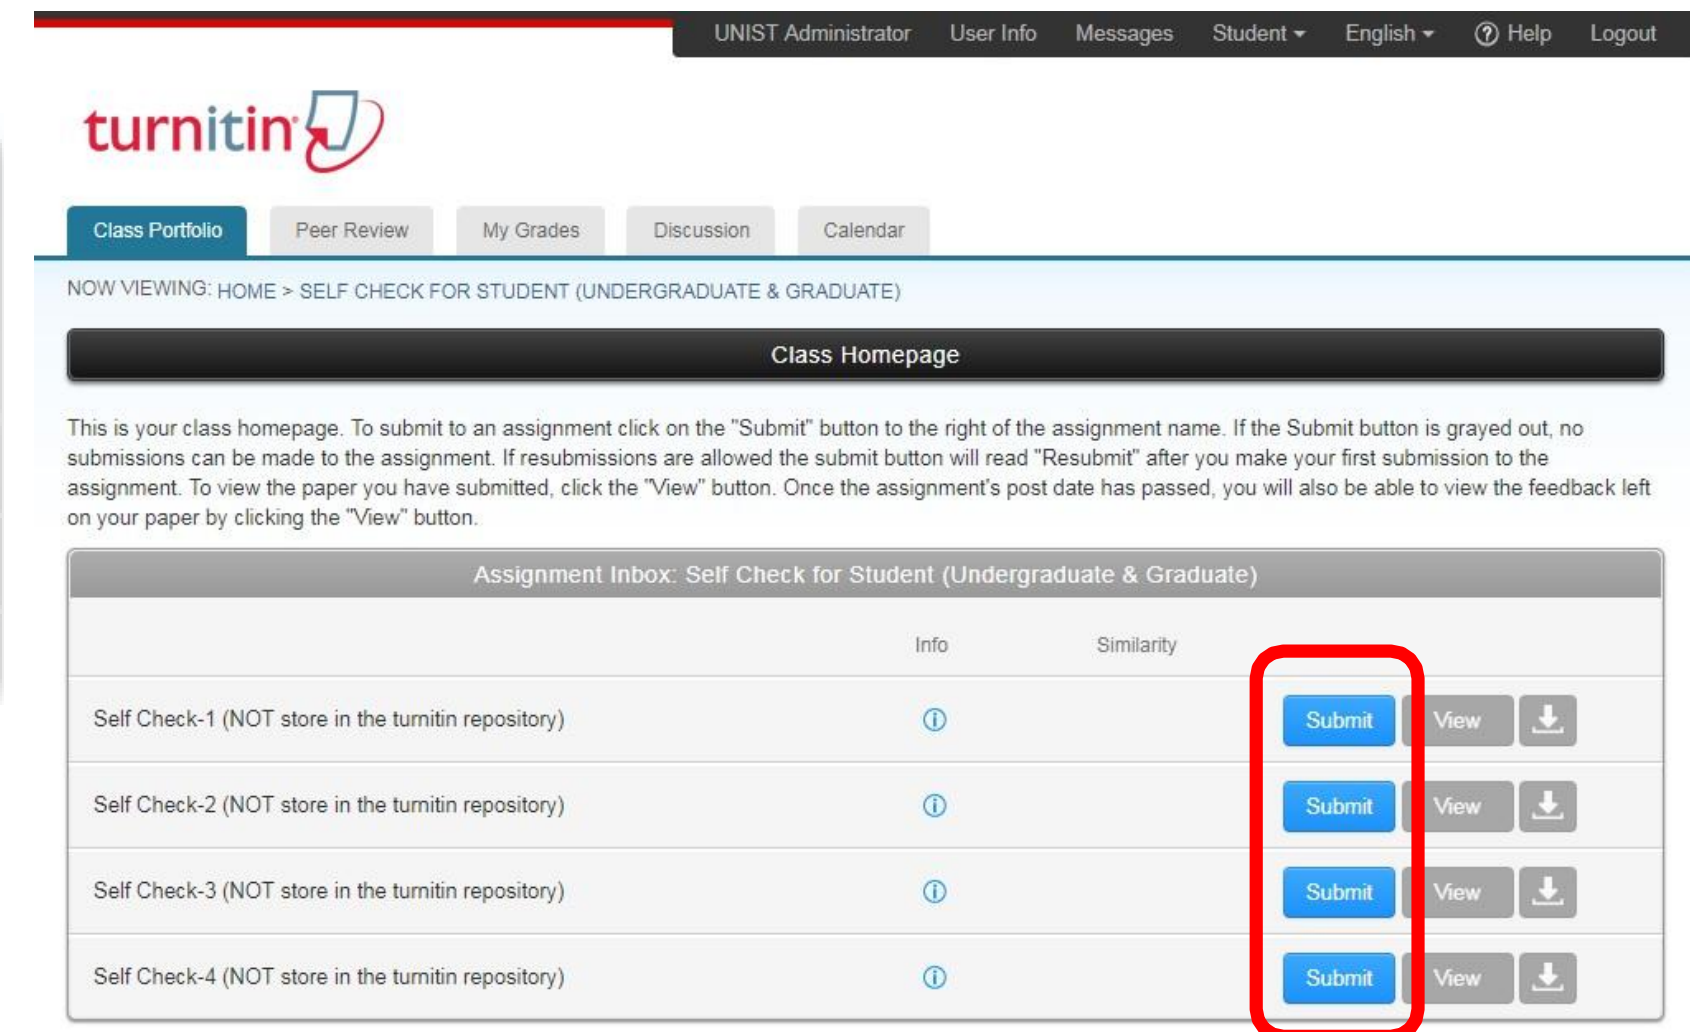 UNIST Administrator User Info Messages Student English Help Logout
turnitin
Class Portfolio Peer Review My Grades Discussion Calendar
NOW VIEWING: HOME > SELF CHECK FOR STUDENT (UNDERGRADUATE & GRADUATE)
Class Homepage
This is your class homepage. To submit to an assignment click on the "Submit" button to the right of the assignment name. If the Submit button is grayed out, no
submissions can be made to the assignment. If resubmissions are allowed the submit button will read "Resubmit" after you make your first submission to the
assignment. To view the paper you have submitted, click the "View" button. Once the assignment's post date has passed, you will also be able to view the feedback left
on your paper by clicking the "View" button.
Assignment Inbox: Self Check for Student (Undergraduate & Graduate)
Info Similarity
Self Check-1 (NOT store in the turnitin repository) Submit View
Self Check-2 (NOT store in the turnitin repository) Submit View
Self Check-3 (NOT store in the turnitin repository) Submit View
Self Check-4 (NOT store in the turnitin repository) Submit View